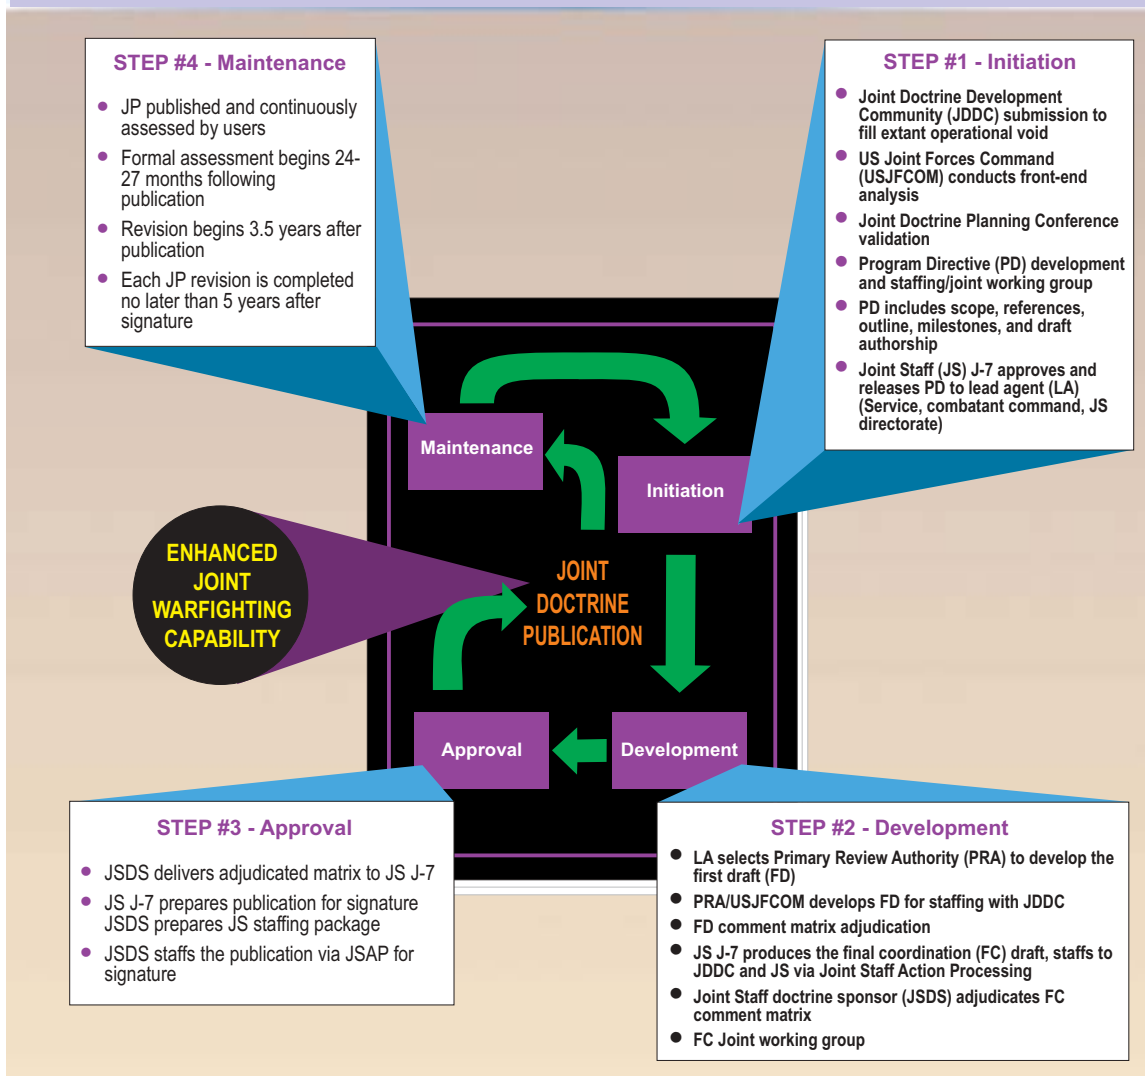 STEP #4 - Maintenance
• JP published and continuously
assessed by users
• Formal assessment begins 24-
27 months following
publication
• Revision begins 3.5 years after
publication
• Each JP revision is completed
no later than 5 years after
signature
STEP #1 - Initiation
• Joint Doctrine Development
Community (JDDC) submission to
fill extant operational void
• US Joint Forces Command
(USJFCOM) conducts front-end
analysis
• Joint Doctrine Planning Conference
validation
• Program Directive (PD) development
and staffing/joint working group
• PD includes scope, references,
outline, milestones, and draft
authorship
• Joint Staff (JS) J-7 approves and
releases PD to lead agent (LA)
(Service, combatant command, JS
directorate)
Maintenance
Initiation
ENHANCED
JOINT
WARFIGHTING
CAPABILITY
JOINT
DOCTRINE
PUBLICATION
Approval
Development
STEP #3 - Approval
• JSDS delivers adjudicated matrix to JS J-7
• JS J-7 prepares publication for signature
JSDS prepares JS staffing package
• JSDS staffs the publication via JSAP for
signature
STEP #2 - Development
• LA selects Primary Review Authority (PRA) to develop the
first draft (FD)
• PRA/USJFCOM develops FD for staffing with JDDC
• FD comment matrix adjudication
• JS J-7 produces the final coordination (FC) draft, staffs to
JDDC and JS via Joint Staff Action Processing
• Joint Staff doctrine sponsor (JSDS) adjudicates FC
comment matrix
• FC Joint working group